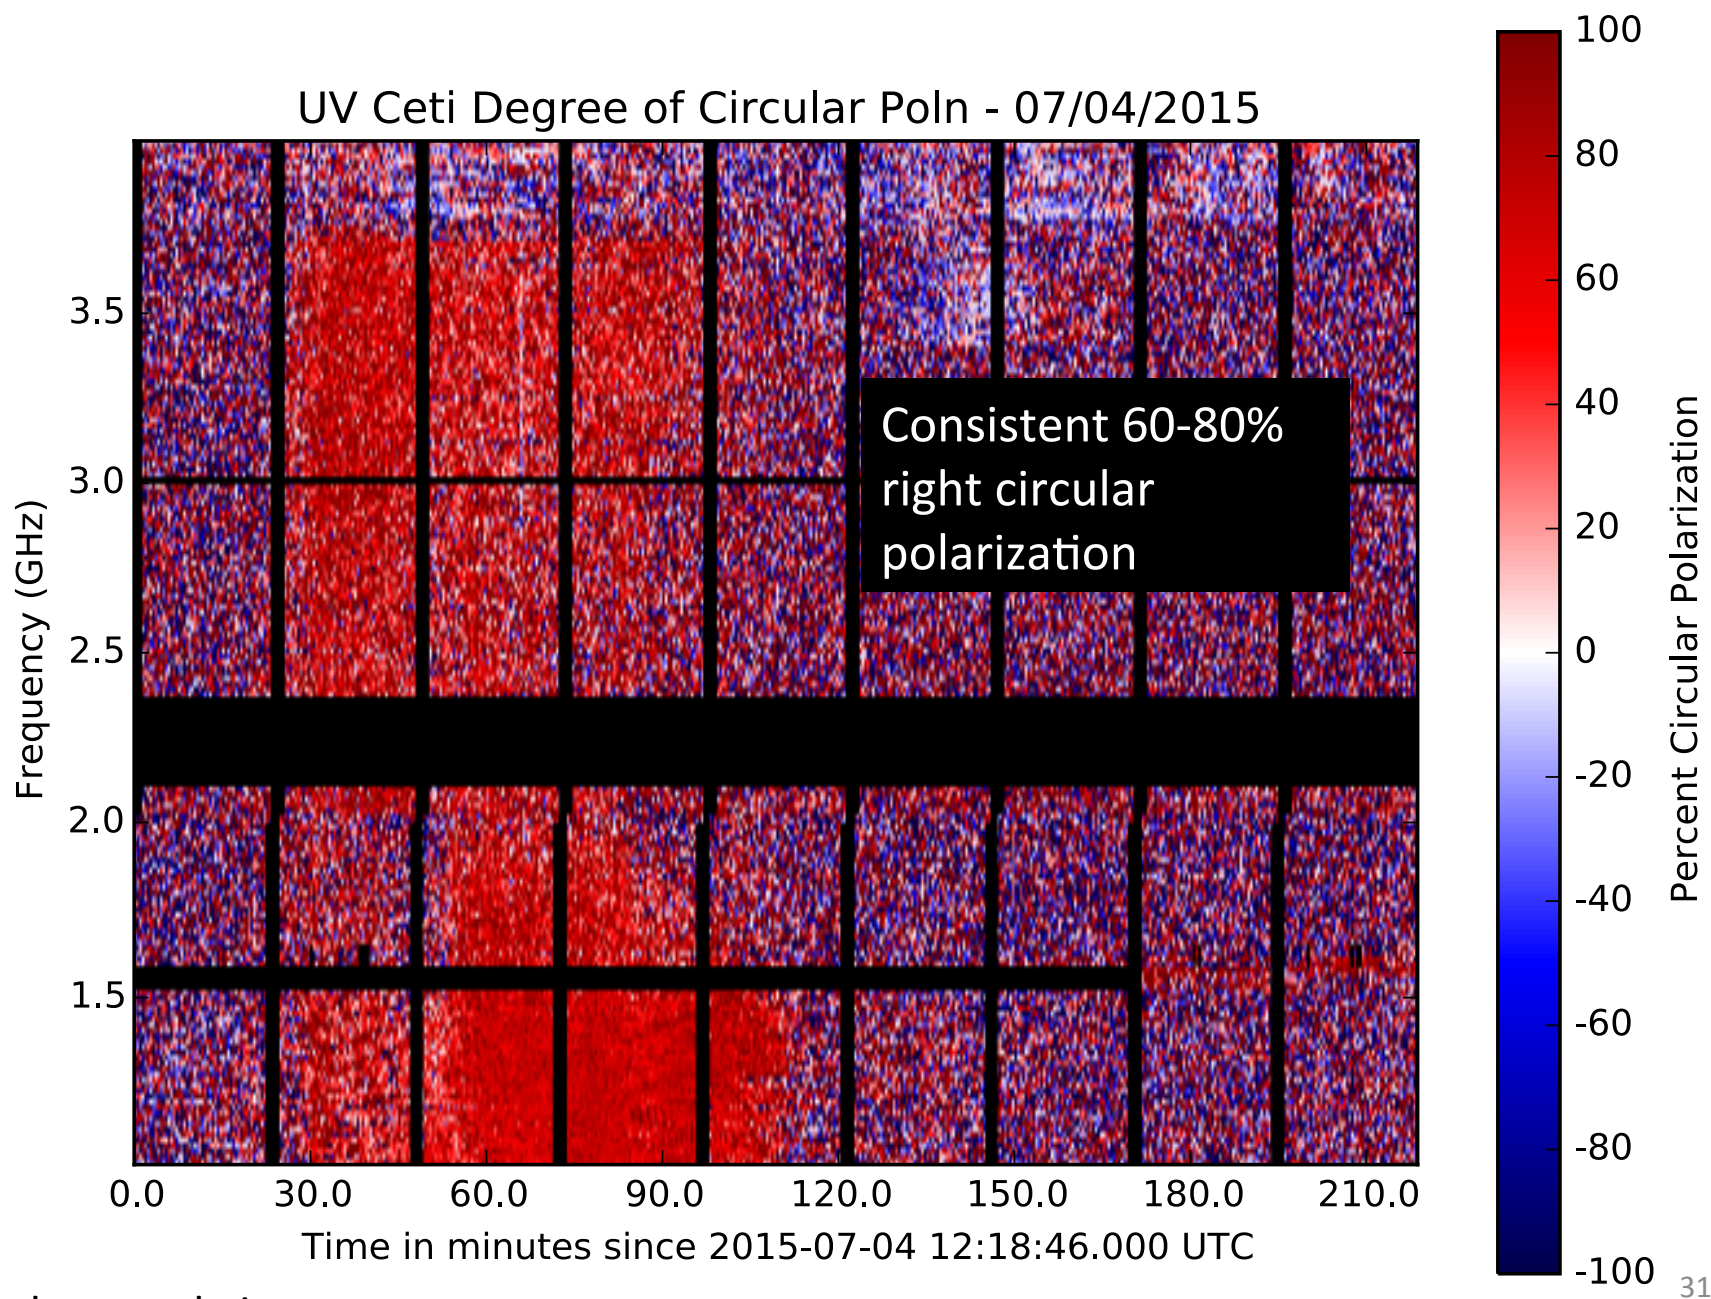 UV Ceti Degree of Circular Poln - 07/04/2015
100
80
60
40
20
0
-20
-40
-60
-80
-100
Percent Circular Polarization
Frequency (GHz)
3.5
3.0
2.5
2.0
1.5
Consistent 60-80%
right circular
polarization
0.0 30.0 60.0 90.0 120.0 150.0 180.0 210.0
Time in minutes since 2015-07-04 12:18:46.000 UTC
31